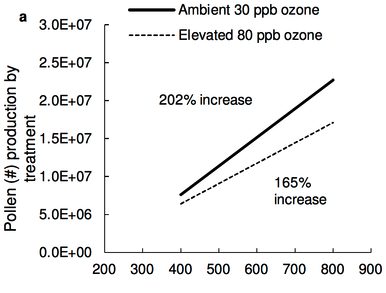 a
Ambient 30 ppb ozone
Elevated 80 ppb ozone
Pollen (#) production by
treatment
3.0E+07
2.5E+07
2.0E+07
1.5E+07
1.0E+07
5.0E+06
0.0E+00
202% increase
165%
increase
200 300 400 500 600 700 800 900